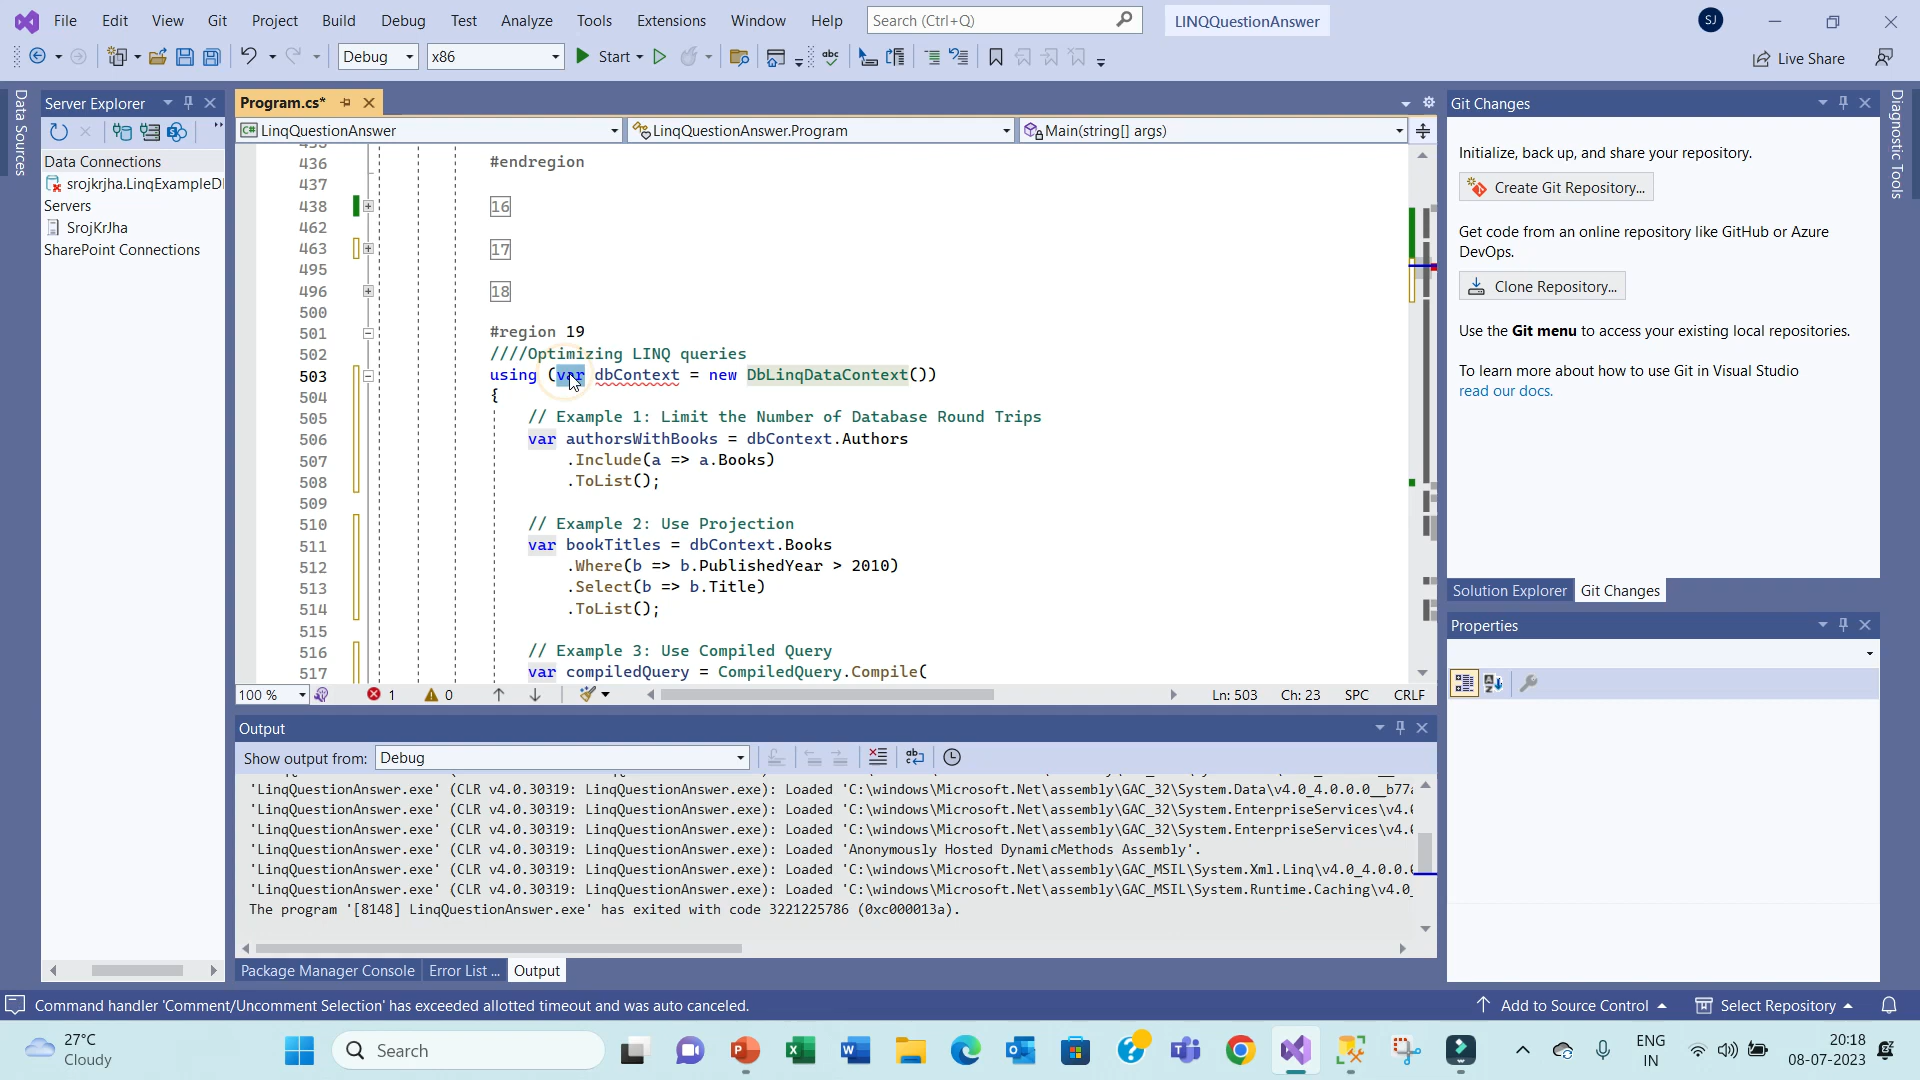 File Edit View Git Project Build Debug Test Analyze Tools Extensions Window Help Search (Ctrl+Q) LINQQuestionAnswer SJ
Debug x86 Start Live Share
Data Sources
Server Explorer
Data Connections
srojkrjha.LinqExampleD
Servers
SrojKrJha
SharePoint Connections
Program.cs*
LinqQuestionAnswer LinqQuestionAnswer.Program Main(string[] args)
436 #endregion
437
438 16
462
463 17
495
496 18
500
501 #region 19
502 ////Optimizing LINQ queries
503 using (var dbContext = new DbLinqDataContext())
504 {
505 // Example 1: Limit the Number of Database Round Trips
506 var authorsWithBooks = dbContext.Authors
507 .Include(a => a.Books)
508 .ToList();
509
510 // Example 2: Use Projection
511 var bookTitles = dbContext.Books
512 .Where(b => b.PublishedYear > 2010)
513 .Select(b => b.Title)
514 .ToList();
515
516 // Example 3: Use Compiled Query
517 var compiledQuery = CompiledQuery.Compile(
100 % 1 0 Ln: 503 Ch: 23 SPC CRLF
Output
Show output from: Debug
'LinqQuestionAnswer.exe' (CLR v4.0.30319: LinqQuestionAnswer.exe): Loaded 'C:\windows\Microsoft.Net\assembly\GAC_32\System.Data\v4.0_4.0.0.0__b77a
'LinqQuestionAnswer.exe' (CLR v4.0.30319: LinqQuestionAnswer.exe): Loaded 'C:\windows\Microsoft.Net\assembly\GAC_32\System.EnterpriseServices\v4.0
'LinqQuestionAnswer.exe' (CLR v4.0.30319: LinqQuestionAnswer.exe): Loaded 'C:\windows\Microsoft.Net\assembly\GAC_32\System.EnterpriseServices\v4.0
'LinqQuestionAnswer.exe' (CLR v4.0.30319: LinqQuestionAnswer.exe): Loaded 'Anonymously Hosted DynamicMethods Assembly'.
'LinqQuestionAnswer.exe' (CLR v4.0.30319: LinqQuestionAnswer.exe): Loaded 'C:\windows\Microsoft.Net\assembly\GAC_MSIL\System.Xml.Linq\v4.0_4.0.0.0
'LinqQuestionAnswer.exe' (CLR v4.0.30319: LinqQuestionAnswer.exe): Loaded 'C:\windows\Microsoft.Net\assembly\GAC_MSIL\System.Runtime.Caching\v4.0_
The program '[8148] LinqQuestionAnswer.exe' has exited with code 3221225786 (0xc000013a).
Package Manager Console Error List ... Output
Git Changes
Initialize, back up, and share your repository.
Create Git Repository...
Get code from an online repository like GitHub or Azure
DevOps.
Clone Repository...
Use the Git menu to access your existing local repositories.
To learn more about how to use Git in Visual Studio
read our docs.
Solution Explorer Git Changes
Properties
Diagnostic Tools
Command handler 'Comment/Uncomment Selection' has exceeded allotted timeout and was auto canceled. Add to Source Control Select Repository
27°C
Cloudy
Search
ENG
IN
20:18
08-07-2023